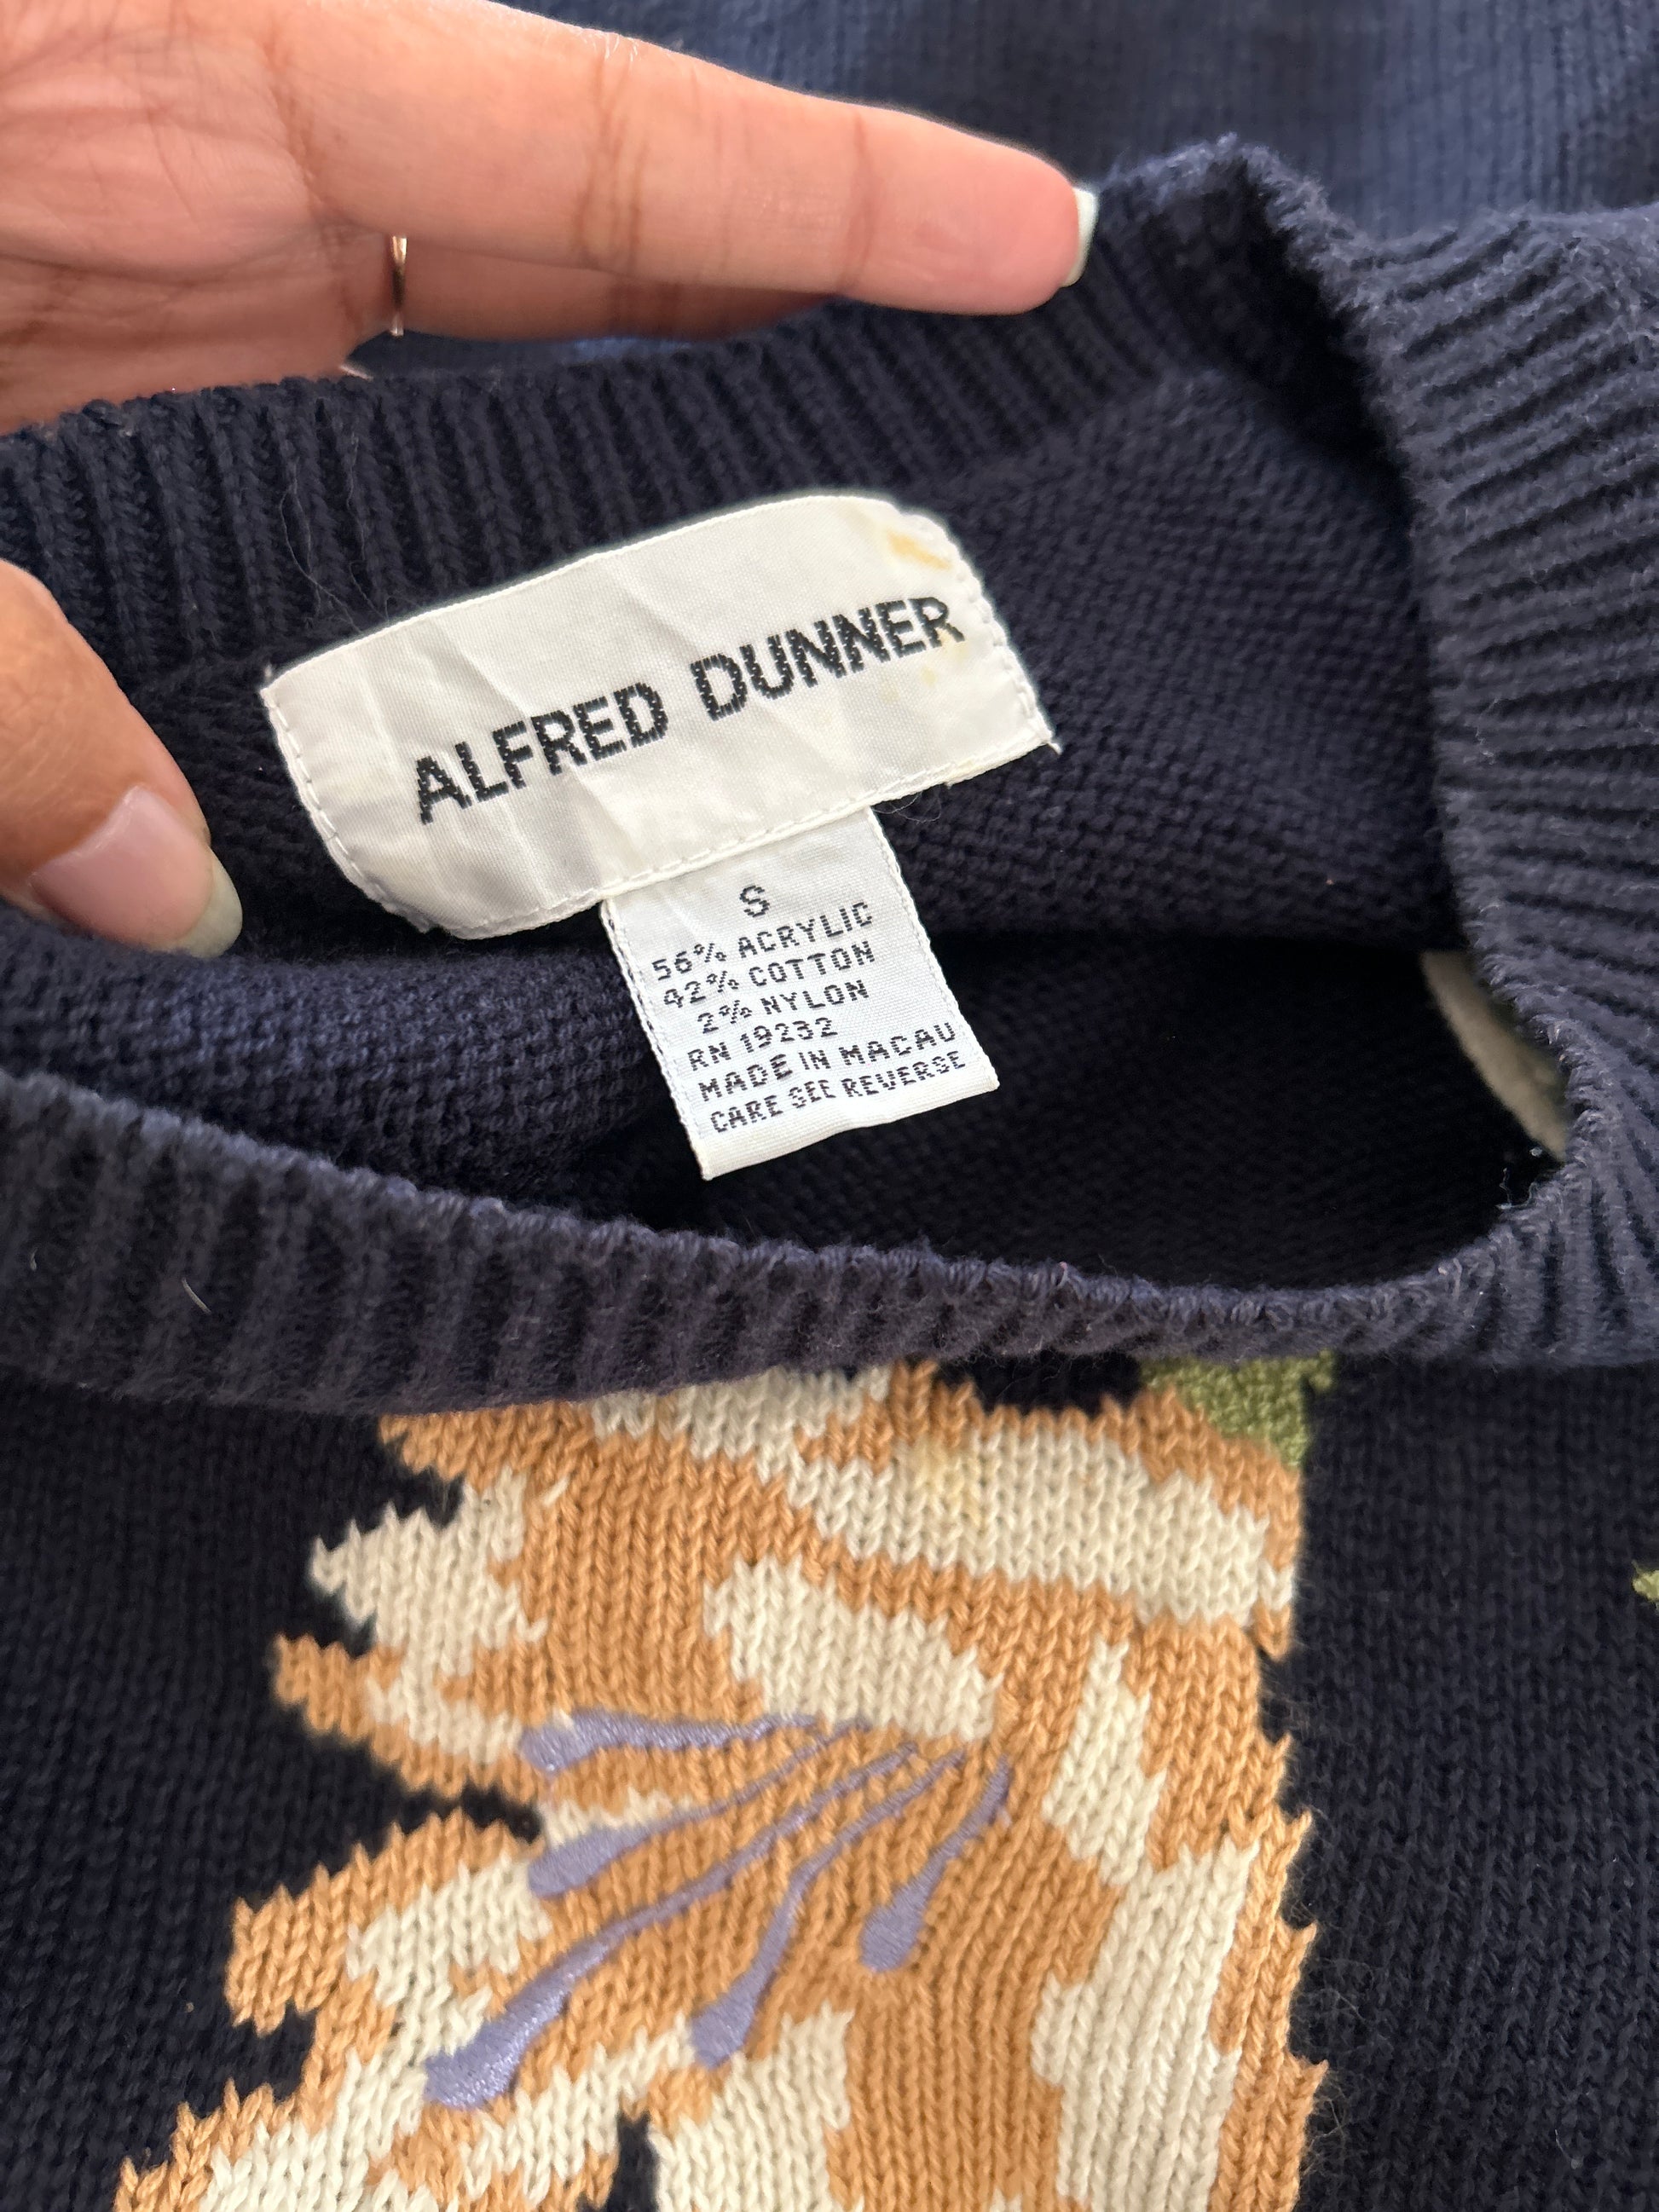 ALFRED DUNNER
S
56% ACRYLIC
42% COTTON
2% NYLON
RN 19232
MADE IN MACAU
CARE SEE REVERSE